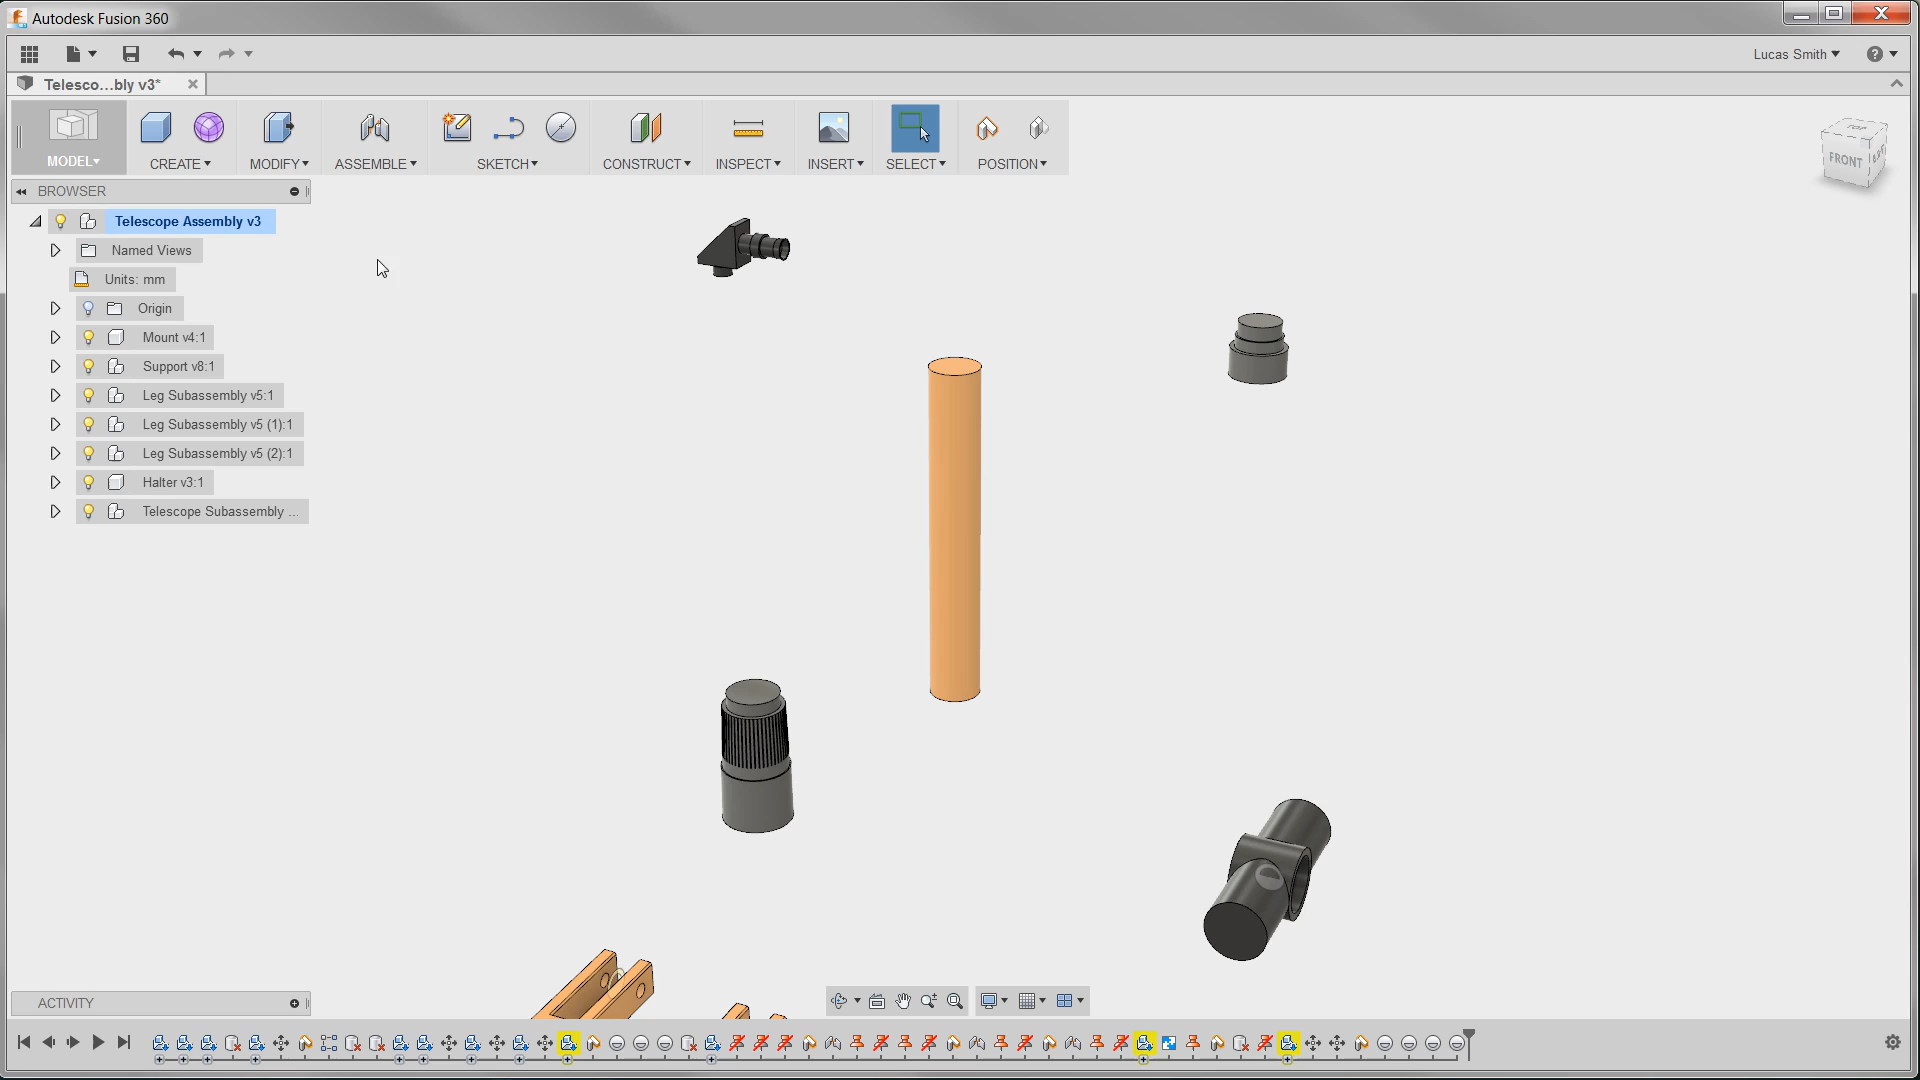 Autodesk Fusion 360
Lucas Smith
Telesco...bly v3*
MODEL
CREATE
MODIFY
ASSEMBLE
SKETCH
CONSTRUCT
INSPECT
INSERT
SELECT
POSITION
TOP
FRONT
BROWSER
Telescope Assembly v3
Named Views
Units: mm
Origin
Mount v4:1
Support v8:1
Leg Subassembly v5:1
Leg Subassembly v5 (1):1
Leg Subassembly v5 (2):1
Halter v3:1
Telescope Subassembly ...
ACTIVITY